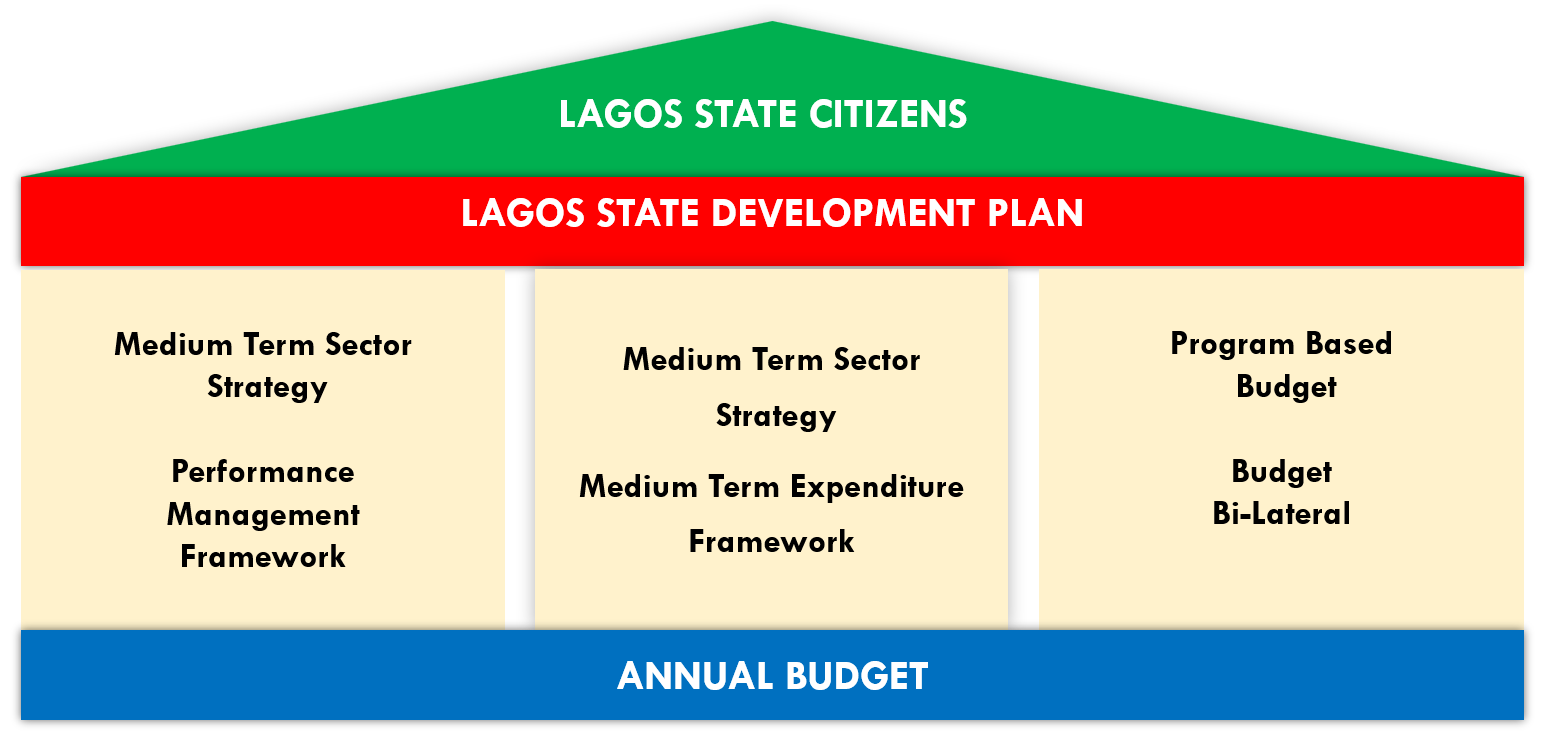 LAGOS STATE CITIZENS
LAGOS STATE DEVELOPMENT PLAN
Medium Term Sector
Strategy
Performance
Management
Framework
Medium Term Sector
Strategy
Medium Term Expenditure
Framework
Program Based
Budget
Budget
Bi-Lateral
ANNUAL BUDGET